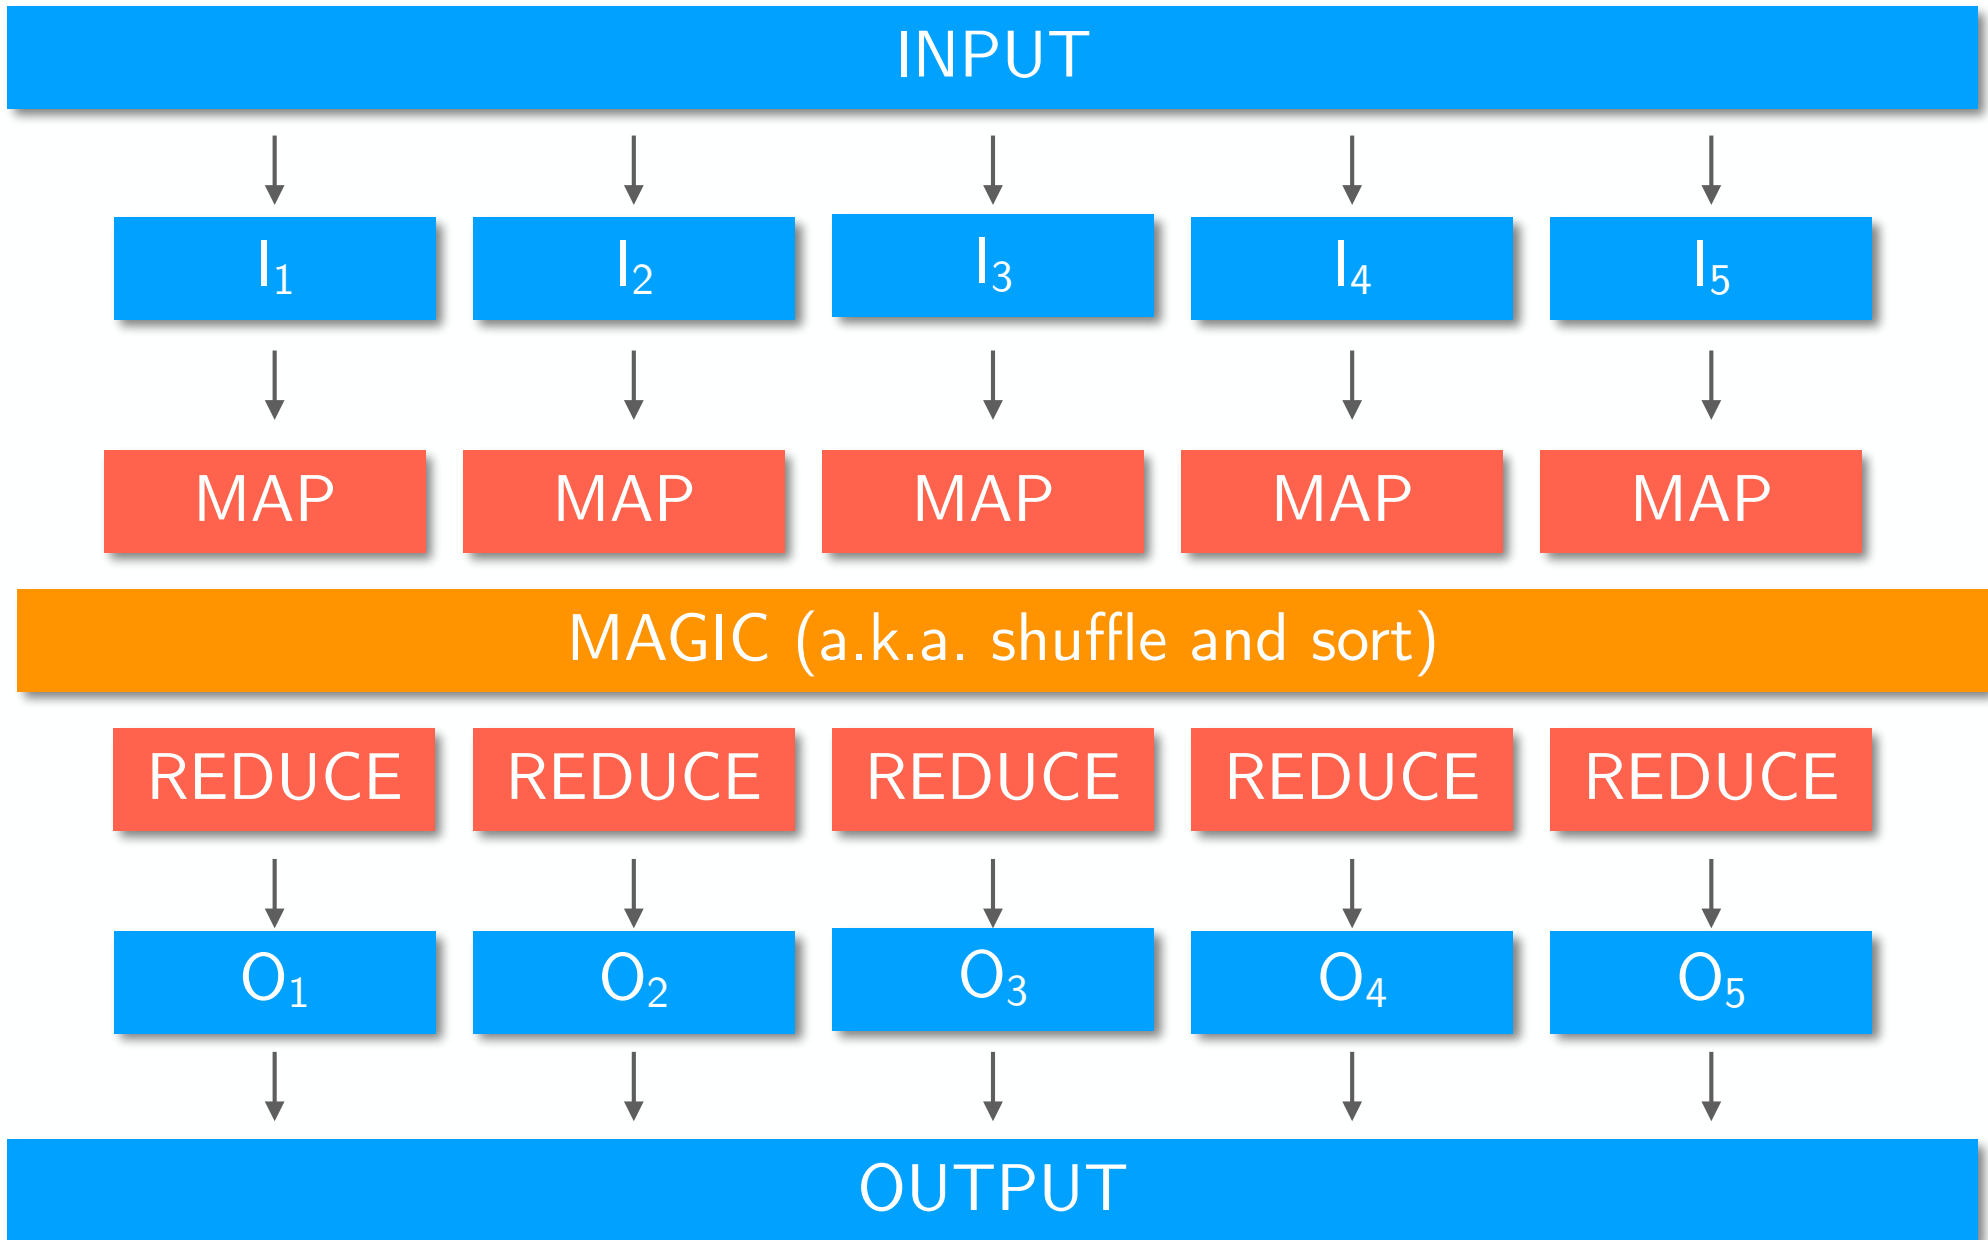 INPUT
I₁ I₂ I₃ I₄ I₅
MAP MAP MAP MAP MAP
MAGIC (a.k.a. shuffle and sort)
REDUCE REDUCE REDUCE REDUCE REDUCE
O₁ O₂ O₃ O₄ O₅
OUTPUT